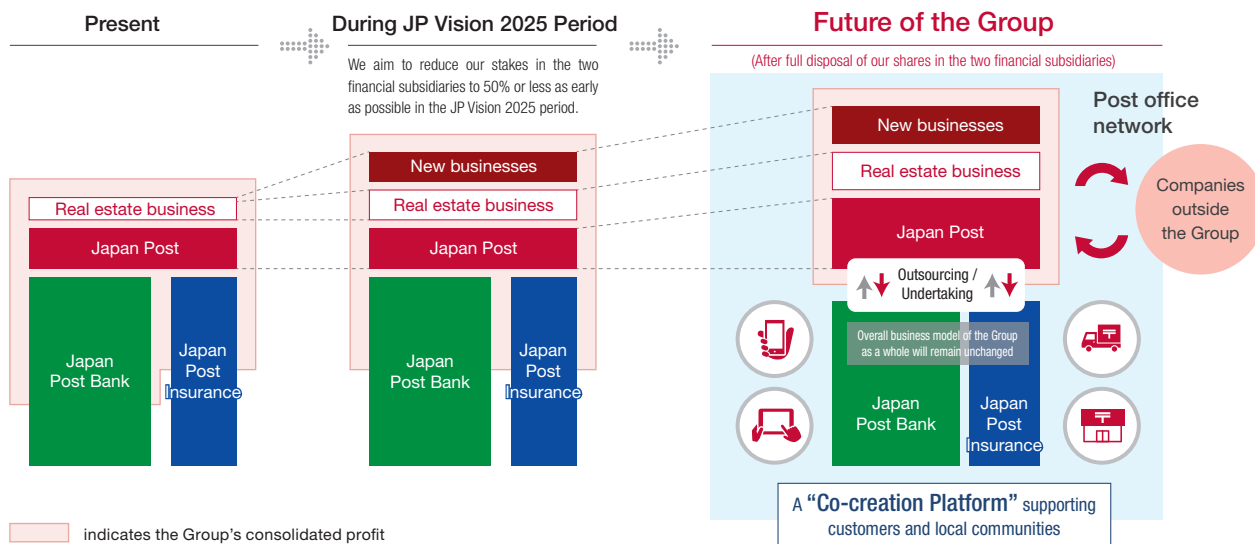 Present
During JP Vision 2025 Period
Future of the Group
We aim to reduce our stakes in the two
financial subsidiaries to 50% or less as early
as possible in the JP Vision 2025 period.
(After full disposal of our shares in the two financial subsidiaries)
Real estate business
Japan Post
Japan
Post Bank
Japan
Post
Insurance
New businesses
Real estate business
Japan Post
Japan
Post Bank
Japan
Post
Insurance
New businesses
Real estate business
Japan Post
Outsourcing /
Undertaking
Overall business model of the Group
as a whole will remain unchanged
Japan
Post Bank
Japan
Post
Insurance
Post office
network
Companies
outside
the Group
〒
〒
A “Co-creation Platform” supporting
customers and local communities
indicates the Group’s consolidated profit